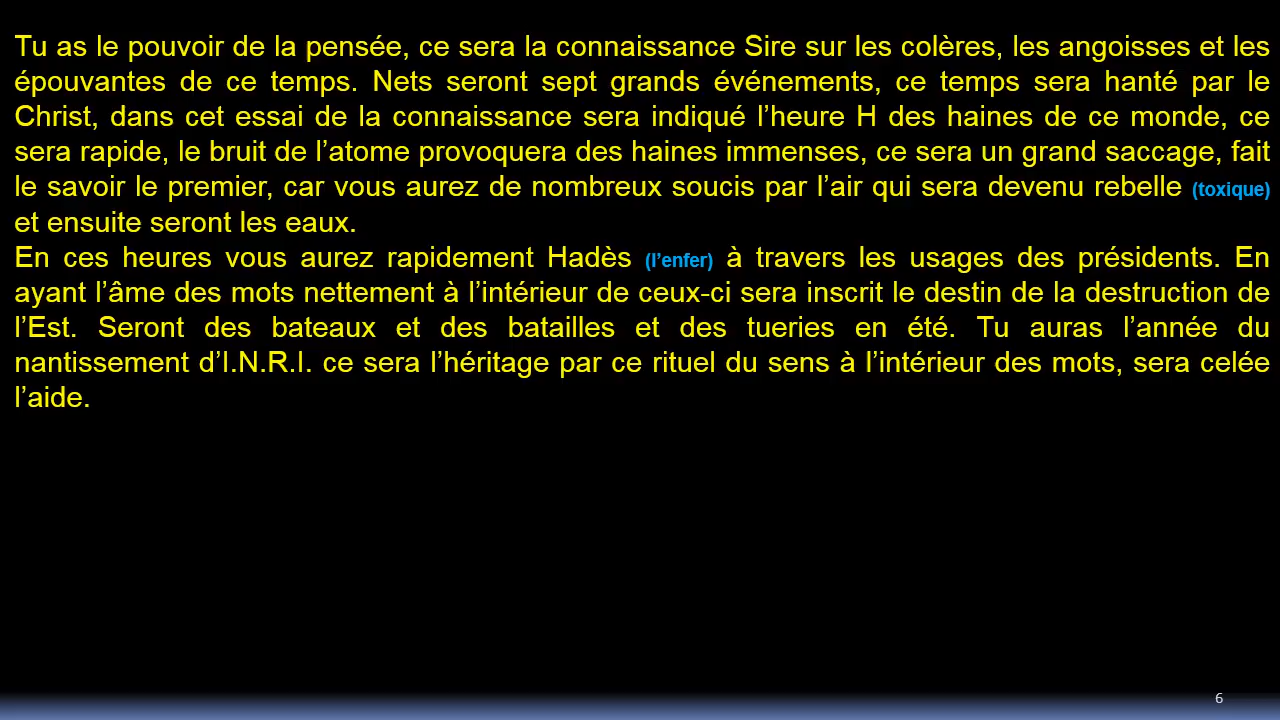 Tu as le pouvoir de la pensée, ce sera la connaissance Sire sur les colères, les angoisses et les
épouvantes de ce temps. Nets seront sept grands événements, ce temps sera hanté par le
Christ, dans cet essai de la connaissance sera indiqué l’heure H des haines de ce monde, ce
sera rapide, le bruit de l’atome provoquera des haines immenses, ce sera un grand saccage, fait
le savoir le premier, car vous aurez de nombreux soucis par l’air qui sera devenu rebelle (toxique)
et ensuite seront les eaux.
En ces heures vous aurez rapidement Hadès (l’enfer) à travers les usages des présidents. En
ayant l’âme des mots nettement à l’intérieur de ceux-ci sera inscrit le destin de la destruction de
l’Est. Seront des bateaux et des batailles et des tueries en été. Tu auras l’année du
nantissement d’I.N.R.I. ce sera l’héritage par ce rituel du sens à l’intérieur des mots, sera celée
l’aide.
6